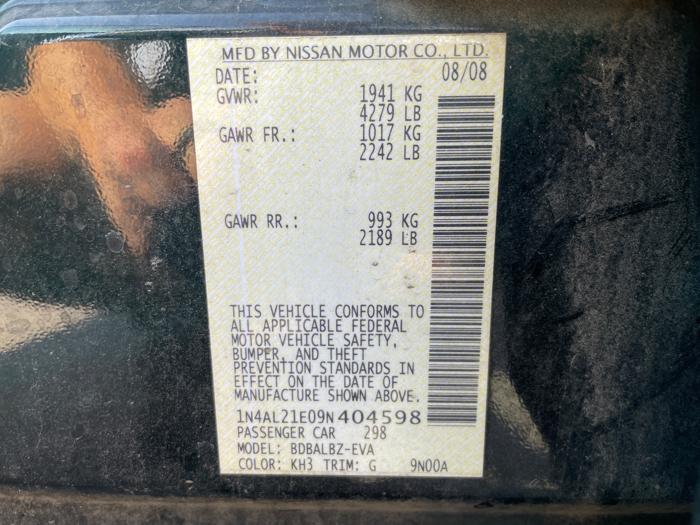 MFD BY NISSAN MOTOR CO., LTD.
DATE: 08/08
GVWR: 1941 KG
4279 LB
GAWR FR.: 1017 KG
2242 LB
GAWR RR.: 993 KG
2189 LB
THIS VEHICLE CONFORMS TO
ALL APPLICABLE FEDERAL
MOTOR VEHICLE SAFETY,
BUMPER, AND THEFT
PREVENTION STANDARDS IN
EFFECT ON THE DATE OF
MANUFACTURE SHOWN ABOVE.
1N4AL21E09N404598
PASSENGER CAR 298
MODEL: BDBALBZ-EVA
COLOR: KH3 TRIM: G 9N00A